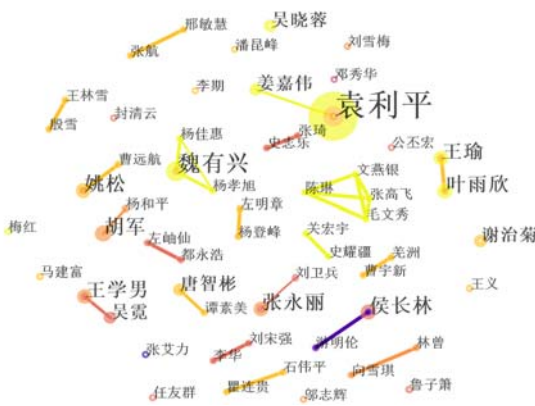 邢敏慧
吴晓蓉
张航
潘昆峰
刘雪梅
姜嘉伟
邓秀华
王林雪
李期
袁利平
殷雪
封清云
张琦
史志乐
公丕宏
杨佳惠
曹远航
魏有兴
文燕银
王瑜
姚松
杨孝旭
陈琳
张高飞
叶雨欣
杨和平
左明章
毛文秀
梅红
胡军
杨登峰
关宏宇
谢治菊
左岫仙
都永浩
史耀疆
羌洲
马建富
刘卫兵
曹宇新
王学男
唐智彬
王义
吴霓
谭素美
张永丽
侯长林
张艾力
李华
刘宋强
游明伦
林曾
石伟平
向雪琪
任友群
瞿连贵
邬志辉
鲁子箫